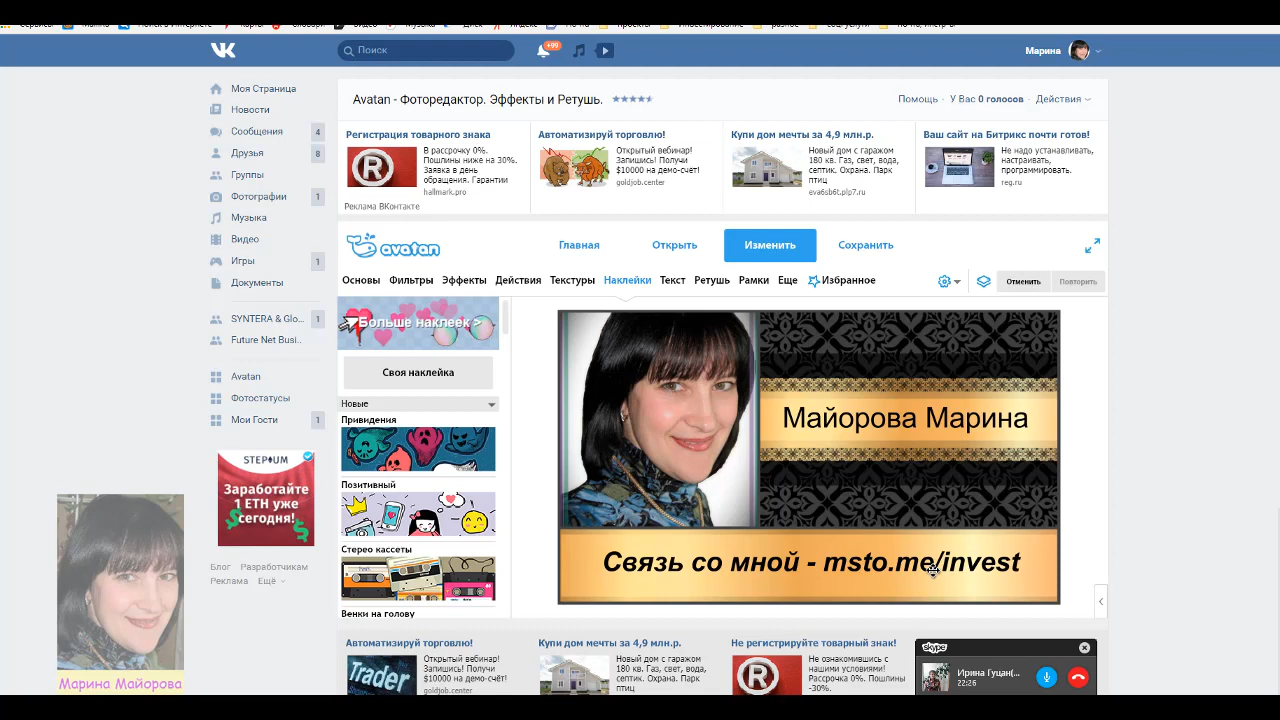 Поиск
+99
Марина
Моя Страница
Новости
Сообщения 4
Друзья 8
Группы
Фотографии 1
Музыка
Видео
Игры 1
Документы
SYNTERA & Glo... 1
Future Net Busi..
Avatan
Фотостатусы
Мои Гости 1
STEPIUM
Заработайте
1 ETH уже
сегодня!
Блог Разработчикам
Реклама Ещё
Марина Майорова
Avatan - Фоторедактор. Эффекты и Ретушь.
Помощь У Вас 0 голосов Действия
Регистрация товарного знака
В рассрочку 0%.
Пошлины ниже на 30%.
Заявка в день
обращения. Гарантии
hallmark.pro
Автоматизируй торговлю!
Открытый вебинар!
Запишись! Получи
$10000 на демо-счёт!
goldjob.center
Купи дом мечты за 4,9 млн.р.
Новый дом с гаражом
180 кв. Газ, свет, вода,
септик. Охрана. Парк
птиц
eva6sb6t.plp7.ru
Ваш сайт на Битрикс почти готов!
Не надо устанавливать,
настраивать,
программировать.
reg.ru
Реклама ВКонтакте
avatan
Главная Открыть Изменить Сохранить
Основы Фильтры Эффекты Действия Текстуры Наклейки Текст Ретушь Рамки Еще Избранное
Отменить Повторить
Больше наклеек >
Своя наклейка
Новые
Привидения
Позитивный
Стерео кассеты
Венки на голову
Майорова Марина
Связь со мной - msto.me/invest
Автоматизируй торговлю!
Trader
Открытый вебинар!
Запишись! Получи
$10000 на демо-счёт!
goldjob.center
Купи дом мечты за 4,9 млн.р.
Новый дом с гаражом
180 кв. Газ, свет, вода,
септик. Охрана. Парк
птиц
Не регистрируйте товарный знак!
Не ознакомившись с
нашими условиями!
Рассрочка 0%. Пошлины
-30%.
skype
Ирина Гуцан(...
22:26